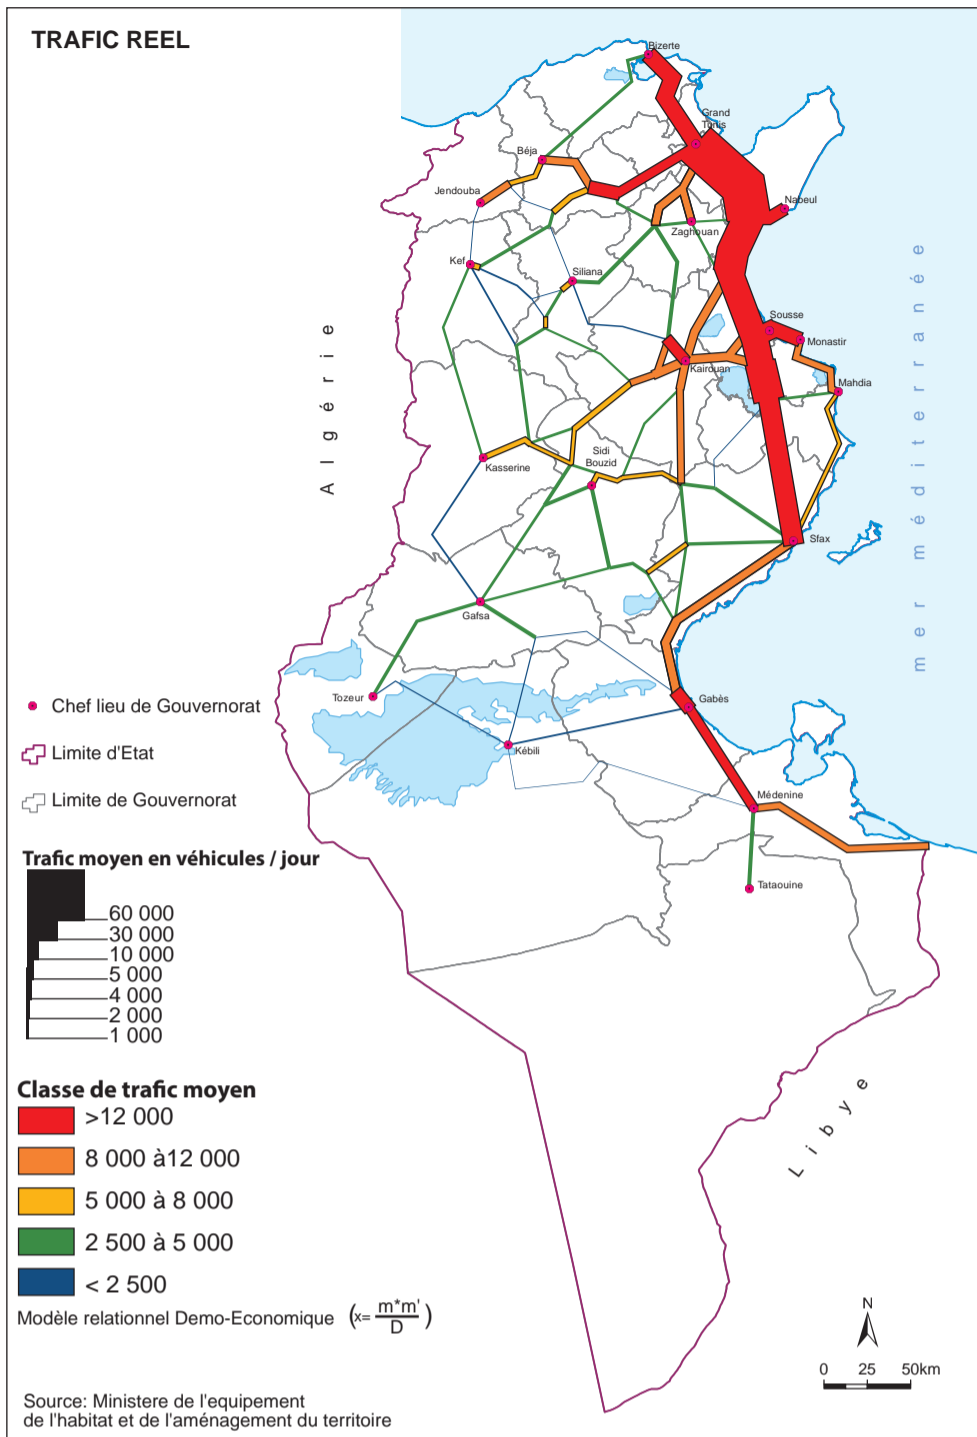 TRAFIC REEL
Bizerte
Grand
Tunis
Béja
Jendouba
Nabeul
Zaghouan
Kef
Siliana
Sousse
Monastir
Kairouan
Mahdia
Kasserine
Sidi
Bouzid
Sfax
Gafsa
Tozeur
Gabès
Kébili
Médenine
Tataouine
Algérie
mer méditerranée
Libye
Chef lieu de Gouvernorat
Limite d'Etat
Limite de Gouvernorat
Trafic moyen en véhicules / jour
60 000
30 000
10 000
5 000
4 000
2 000
1 000
Classe de trafic moyen
>12 000
8 000 à12 000
5 000 à 8 000
2 500 à 5 000
< 2 500
Modèle relationnel Demo-Economique (x= m*m' / D )
N
0 25 50km
Source: Ministere de l'equipement
de l'habitat et de l'aménagement du territoire